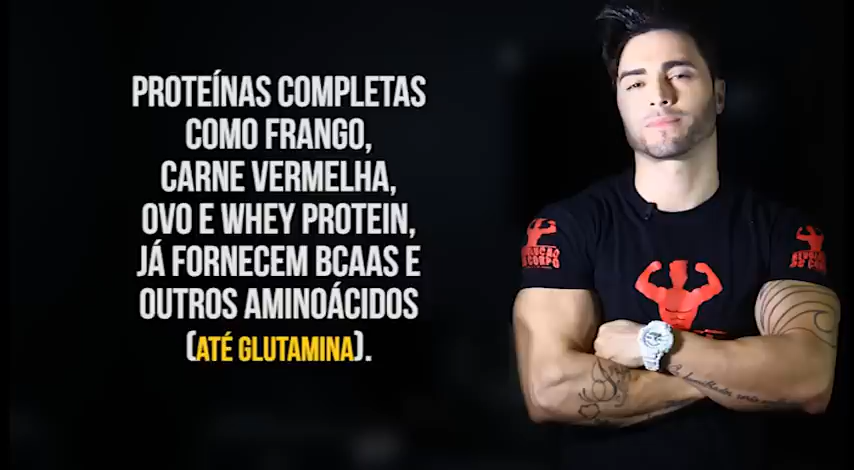 PROTEÍNAS COMPLETAS
COMO FRANGO,
CARNE VERMELHA,
OVO E WHEY PROTEIN,
JÁ FORNECEM BCAAS E
OUTROS AMINOÁCIDOS
(ATÉ GLUTAMINA).